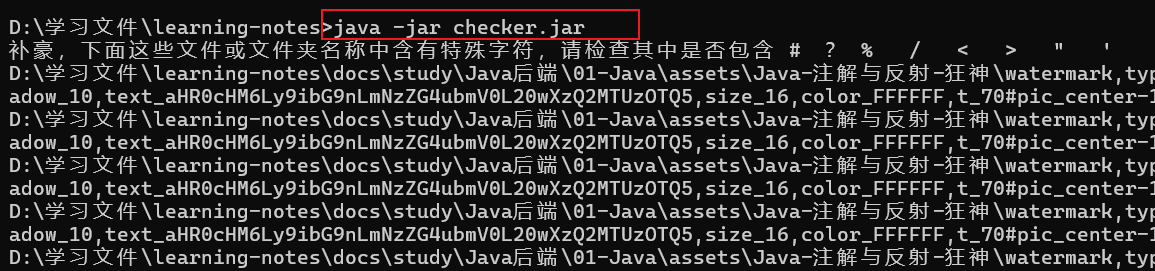 D:\学习文件\learning-notes>java -jar checker.jar
补豪，下面这些文件或文件夹名称中含有特殊字符，请检查其中是否包含 # ? % / < > " '
D:\学习文件\learning-notes\docs\study\Java后端\01-Java\assets\Java-注解与反射-狂神\watermark,typ
adow_10,text_aHR0cHM6Ly9ibG9nLmNzZG4ubmV0L20wXzQ2MTUzOTQ5,size_16,color_FFFFFF,t_70#pic_center-1
D:\学习文件\learning-notes\docs\study\Java后端\01-Java\assets\Java-注解与反射-狂神\watermark,typ
adow_10,text_aHR0cHM6Ly9ibG9nLmNzZG4ubmV0L20wXzQ2MTUzOTQ5,size_16,color_FFFFFF,t_70#pic_center-1
D:\学习文件\learning-notes\docs\study\Java后端\01-Java\assets\Java-注解与反射-狂神\watermark,typ
adow_10,text_aHR0cHM6Ly9ibG9nLmNzZG4ubmV0L20wXzQ2MTUzOTQ5,size_16,color_FFFFFF,t_70#pic_center-1
D:\学习文件\learning-notes\docs\study\Java后端\01-Java\assets\Java-注解与反射-狂神\watermark,typ
adow_10,text_aHR0cHM6Ly9ibG9nLmNzZG4ubmV0L20wXzQ2MTUzOTQ5,size_16,color_FFFFFF,t_70#pic_center-1
D:\学习文件\learning-notes\docs\study\Java后端\01-Java\assets\Java-注解与反射-狂神\watermark,typ